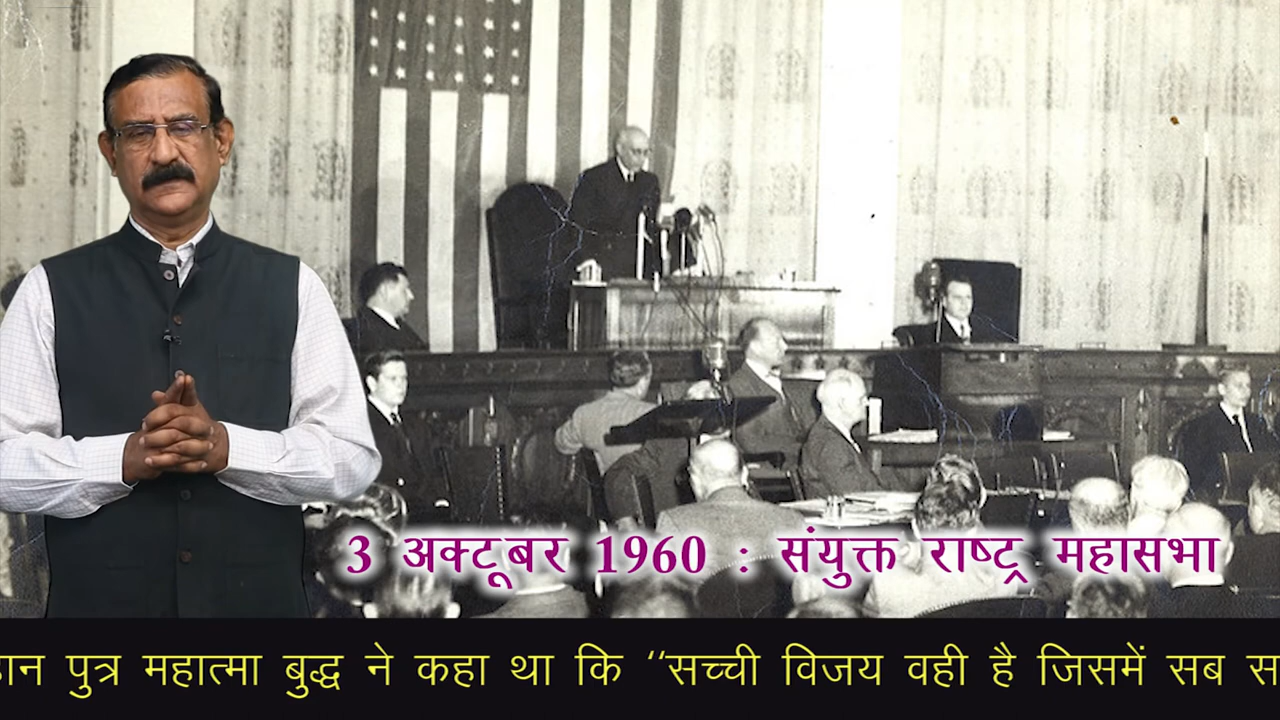 3 अक्टूबर 1960 : संयुक्त राष्ट्र महासभा
पुत्र महात्मा बुद्ध ने कहा था कि ‘‘सच्ची विजय वही है जिसमें सब